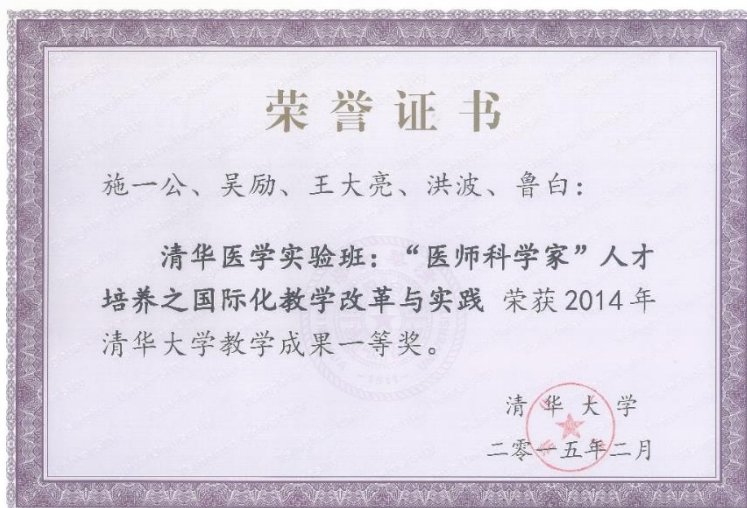 荣誉证书
施一公、吴励、王大亮、洪波、鲁白：
清华医学实验班：“医师科学家”人才
培养之国际化教学改革与实践 荣获2014年
清华大学教学成果一等奖。
清华大学
二零一五年二月